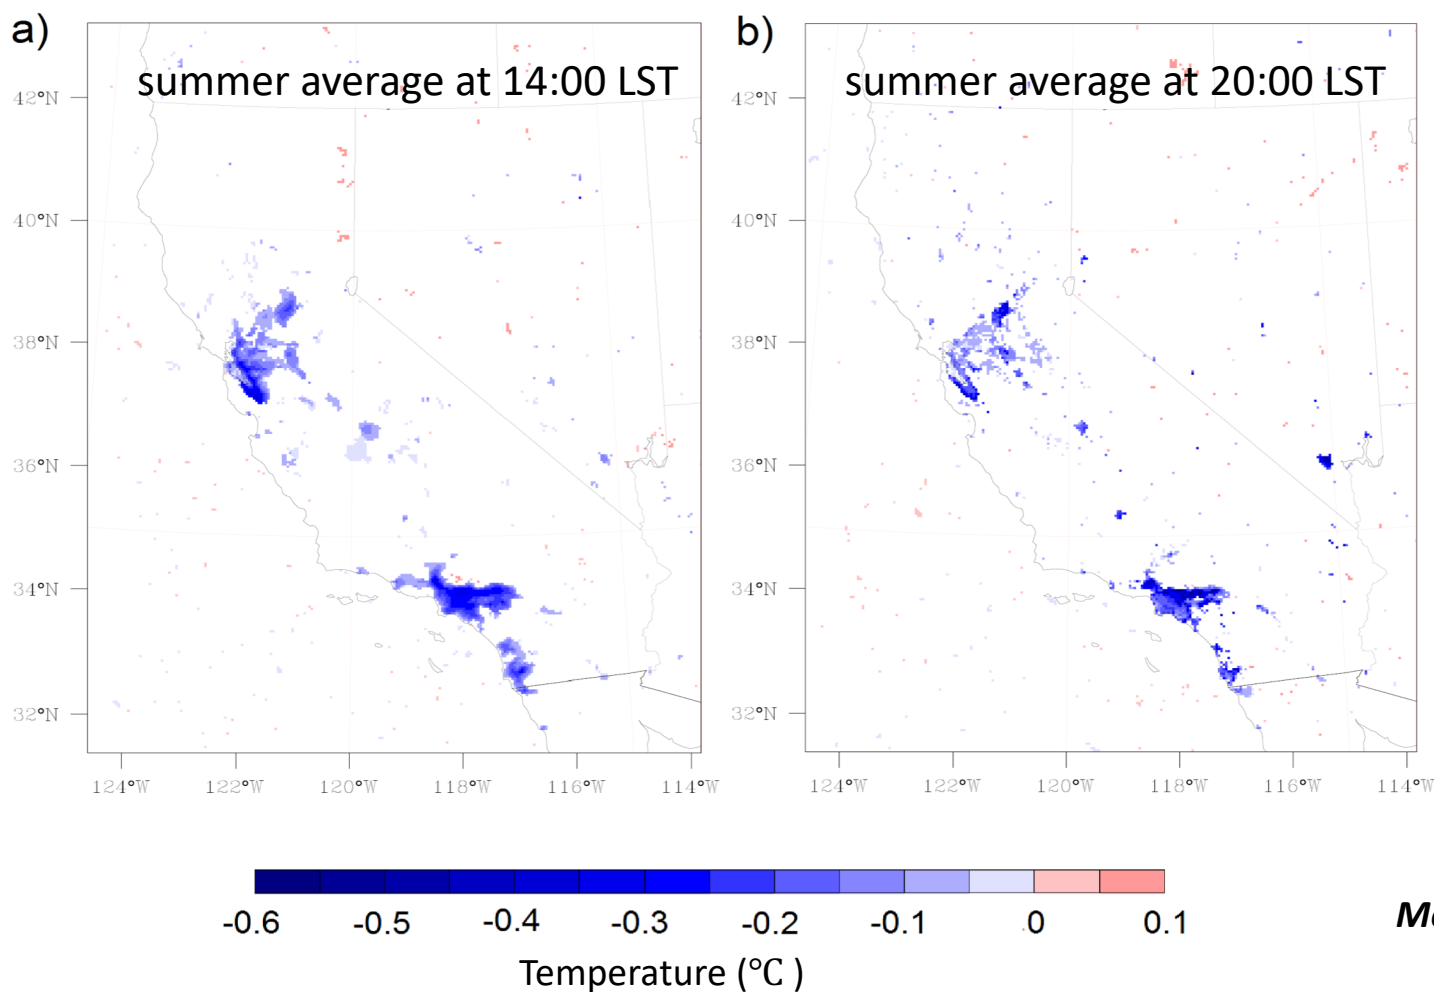 a)
summer average at 14:00 LST
42°N
40°N
38°N
36°N
34°N
32°N
124°W 122°W 120°W 118°W 116°W 114°W
b)
summer average at 20:00 LST
42°N
40°N
38°N
36°N
34°N
32°N
124°W 122°W 120°W 118°W 116°W 114°W
-0.6 -0.5 -0.4 -0.3 -0.2 -0.1 .0 0.1
Temperature (℃ )